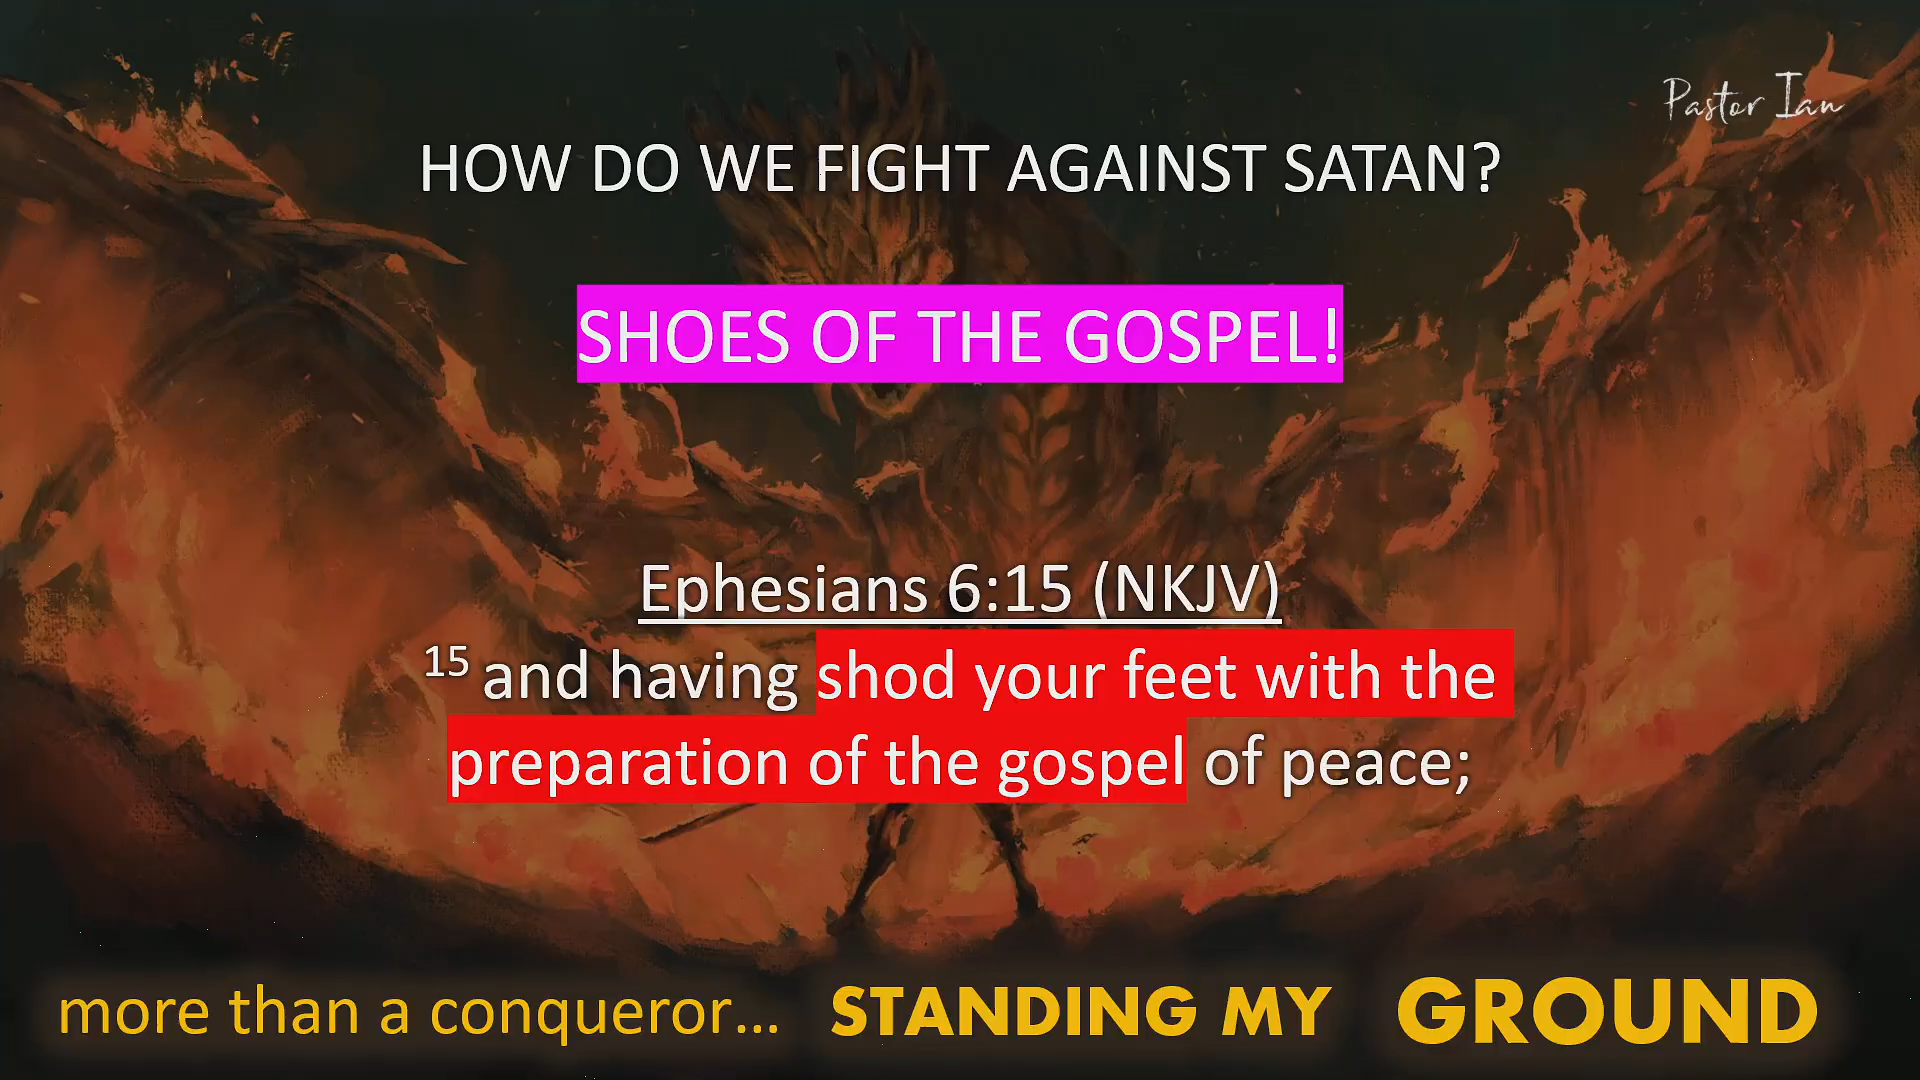 Pastor Ian
HOW DO WE FIGHT AGAINST SATAN?
SHOES OF THE GOSPEL!
Ephesians 6:15 (NKJV)
15 and having shod your feet with the
preparation of the gospel of peace;
more than a conqueror... STANDING MY GROUND